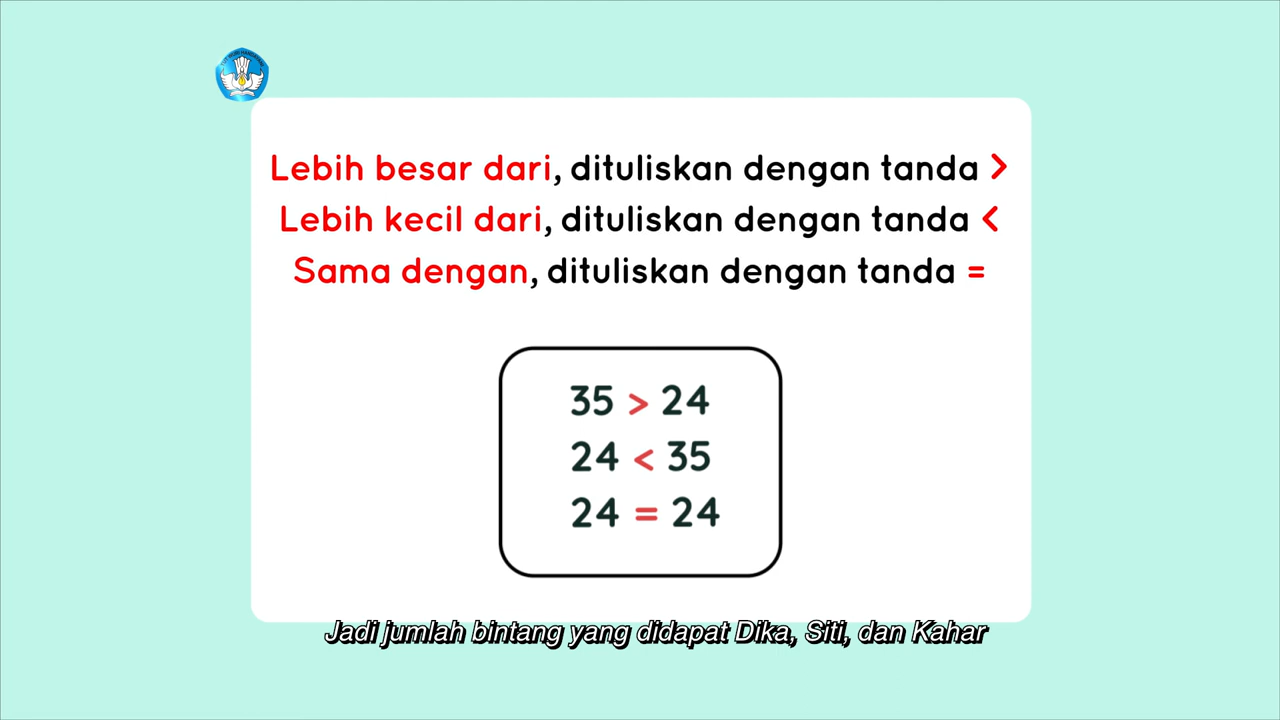 Lebih besar dari, dituliskan dengan tanda >
Lebih kecil dari, dituliskan dengan tanda <
Sama dengan, dituliskan dengan tanda =
35 > 24
24 < 35
24 = 24
Jadi jumlah bintang yang didapat Dika, Siti, dan Kahar